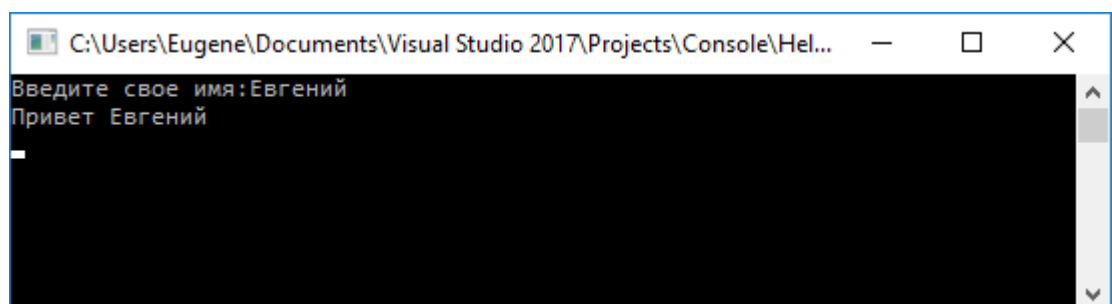 C:\Users\Eugene\Documents\Visual Studio 2017\Projects\Console\Hel...
Введите свое имя:Евгений
Привет Евгений